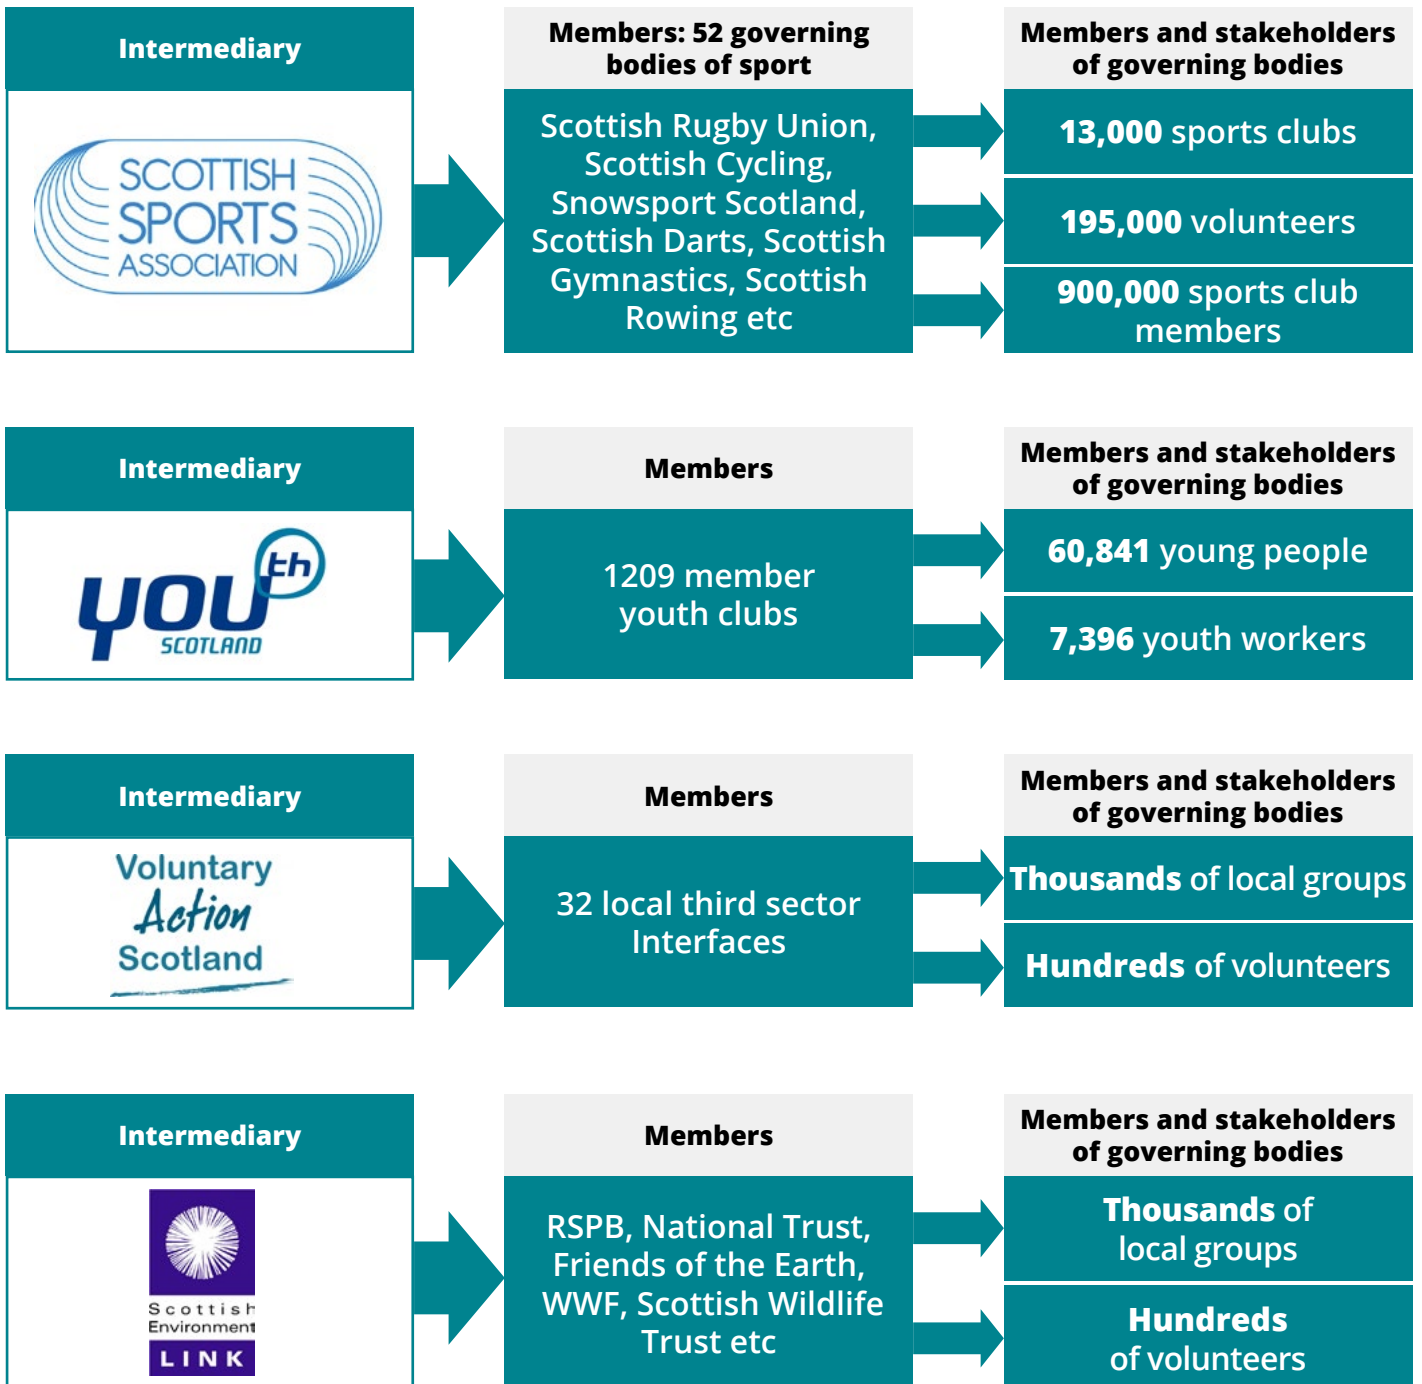 Intermediary
Members: 52 governing
bodies of sport
Members and stakeholders
of governing bodies
SCOTTISH
SPORTS
ASSOCIATION
Scottish Rugby Union,
Scottish Cycling,
Snowsport Scotland,
Scottish Darts, Scottish
Gymnastics, Scottish
Rowing etc
13,000 sports clubs
195,000 volunteers
900,000 sports club
members
Intermediary
Members
Members and stakeholders
of governing bodies
youth
SCOTLAND
1209 member
youth clubs
60,841 young people
7,396 youth workers
Intermediary
Members
Members and stakeholders
of governing bodies
Voluntary
Action
Scotland
32 local third sector
Interfaces
Thousands of local groups
Hundreds of volunteers
Intermediary
Members
Members and stakeholders
of governing bodies
Scottish
Environment
LINK
RSPB, National Trust,
Friends of the Earth,
WWF, Scottish Wildlife
Trust etc
Thousands of
local groups
Hundreds
of volunteers